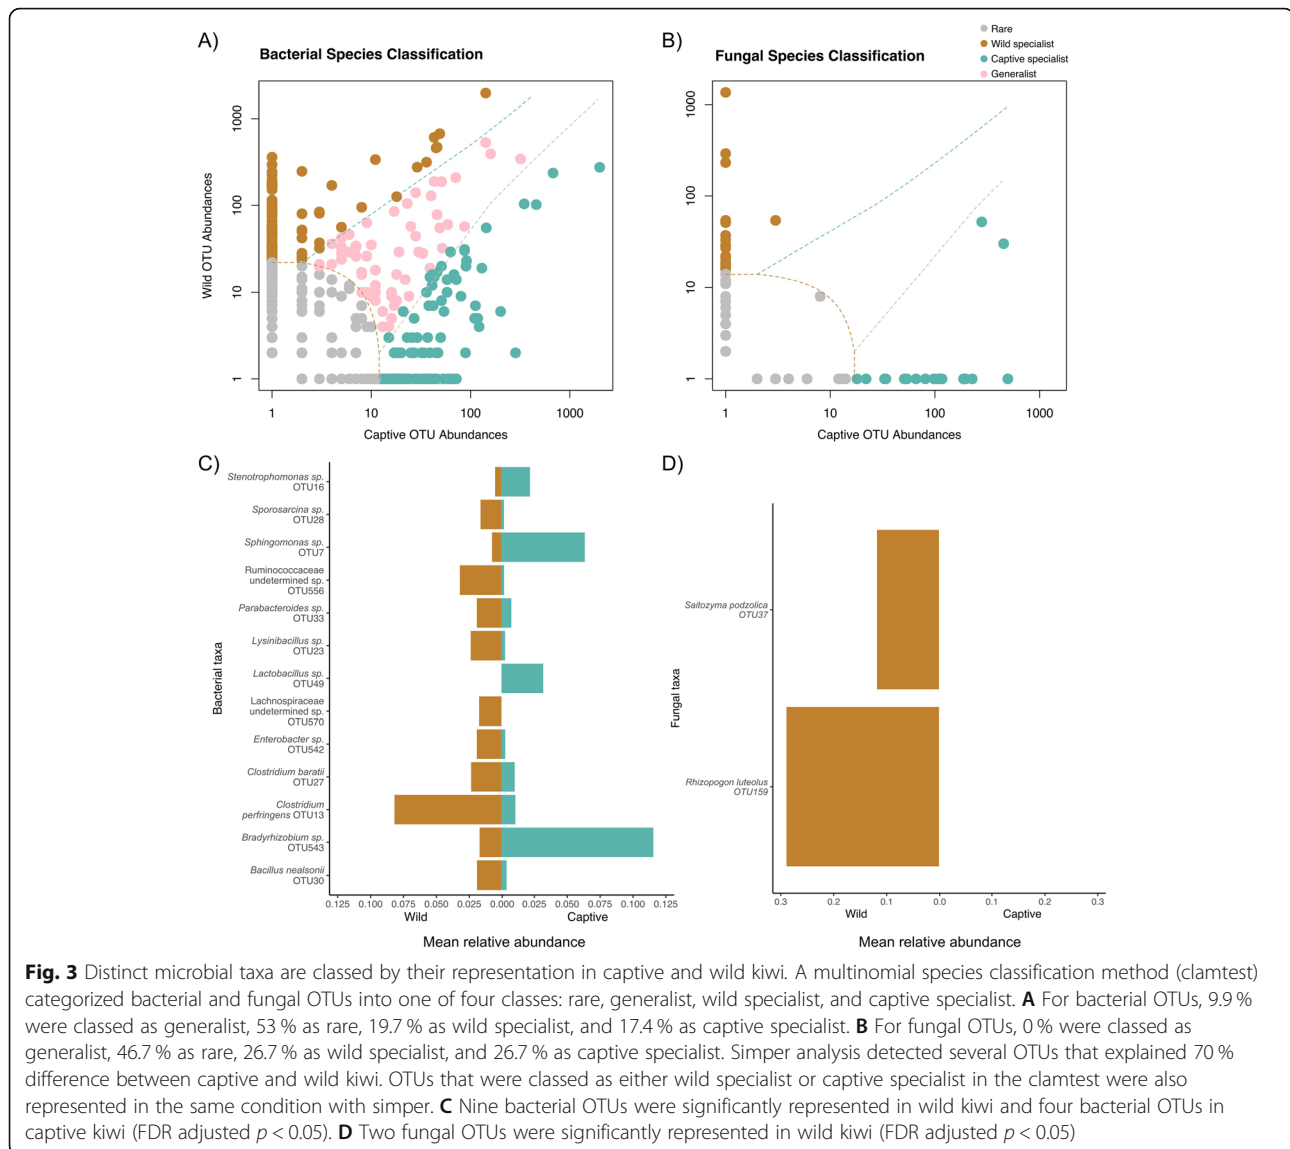 A)
Bacterial Species Classification
Wild OTU Abundances
1000
100
10
1
1
10
100
1000
Captive OTU Abundances
B)
Fungal Species Classification
Rare
Wild specialist
Captive specialist
Generalist
1000
100
10
1
1
10
100
1000
Captive OTU Abundances
C)
Bacterial taxa
Stenotrophomonas sp.
OTU16
Sporosarcina sp.
OTU28
Sphingomonas sp.
OTU7
Ruminococcaceae
undetermined sp.
OTU556
Parabacteroides sp.
OTU33
Lysinibacillus sp.
OTU23
Lactobacillus sp.
OTU49
Lachnospiraceae
undetermined sp.
OTU570
Enterobacter sp.
OTU542
Clostridium baratii
OTU27
Clostridium
perfringens OTU13
Bradyrhizobium sp.
OTU543
Bacillus nealsonii
OTU30
0.125 0.100 0.075 0.050 0.025 0.000 0.025 0.050 0.075 0.100 0.125
Wild Captive
Mean relative abundance
D)
Fungal taxa
Saitozyma podzolica
OTU37
Rhizopogon luteolus
OTU159
0.3 0.2 0.1 0.0 0.1 0.2 0.3
Wild Captive
Mean relative abundance
Fig. 3 Distinct microbial taxa are classed by their representation in captive and wild kiwi. A multinomial species classification method (clamtest)
categorized bacterial and fungal OTUs into one of four classes: rare, generalist, wild specialist, and captive specialist. A For bacterial OTUs, 9.9 %
were classed as generalist, 53 % as rare, 19.7 % as wild specialist, and 17.4 % as captive specialist. B For fungal OTUs, 0 % were classed as
generalist, 46.7 % as rare, 26.7 % as wild specialist, and 26.7 % as captive specialist. Simper analysis detected several OTUs that explained 70 %
difference between captive and wild kiwi. OTUs that were classed as either wild specialist or captive specialist in the clamtest were also
represented in the same condition with simper. C Nine bacterial OTUs were significantly represented in wild kiwi and four bacterial OTUs in
captive kiwi (FDR adjusted p < 0.05). D Two fungal OTUs were significantly represented in wild kiwi (FDR adjusted p < 0.05)